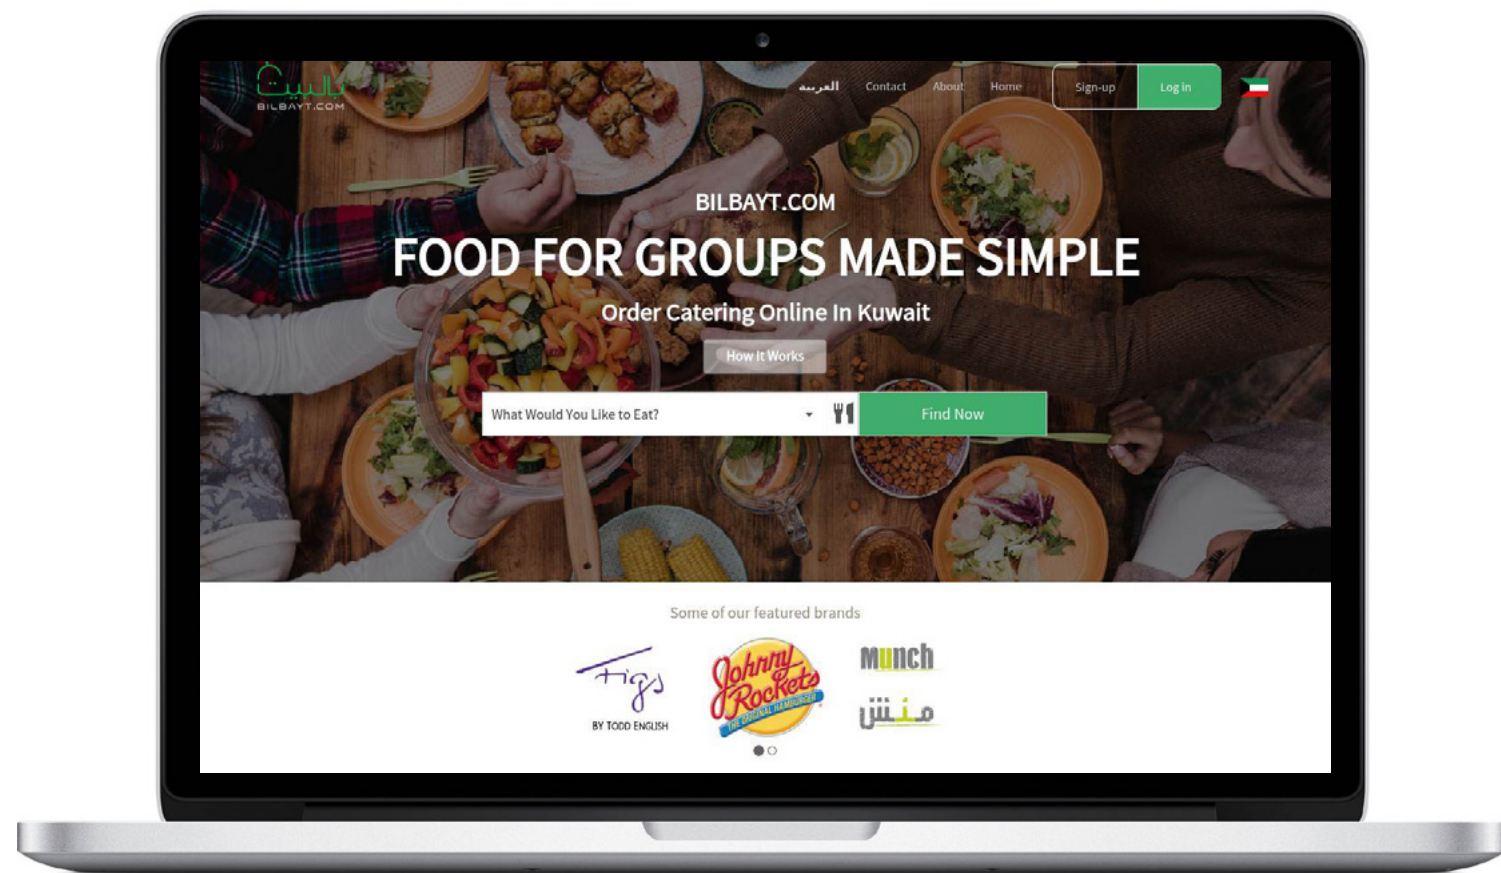 بالبيت
BILBAYT.COM
العربية
Contact
About
Home
Sign-up
Log in
BILBAYT.COM
FOOD FOR GROUPS MADE SIMPLE
Order Catering Online In Kuwait
How It Works
What Would You Like to Eat?
Find Now
Some of our featured brands
Figs
BY TODD ENGLISH
Johnny
Rockets
THE ORIGINAL HAMBURGER
Munch
منش